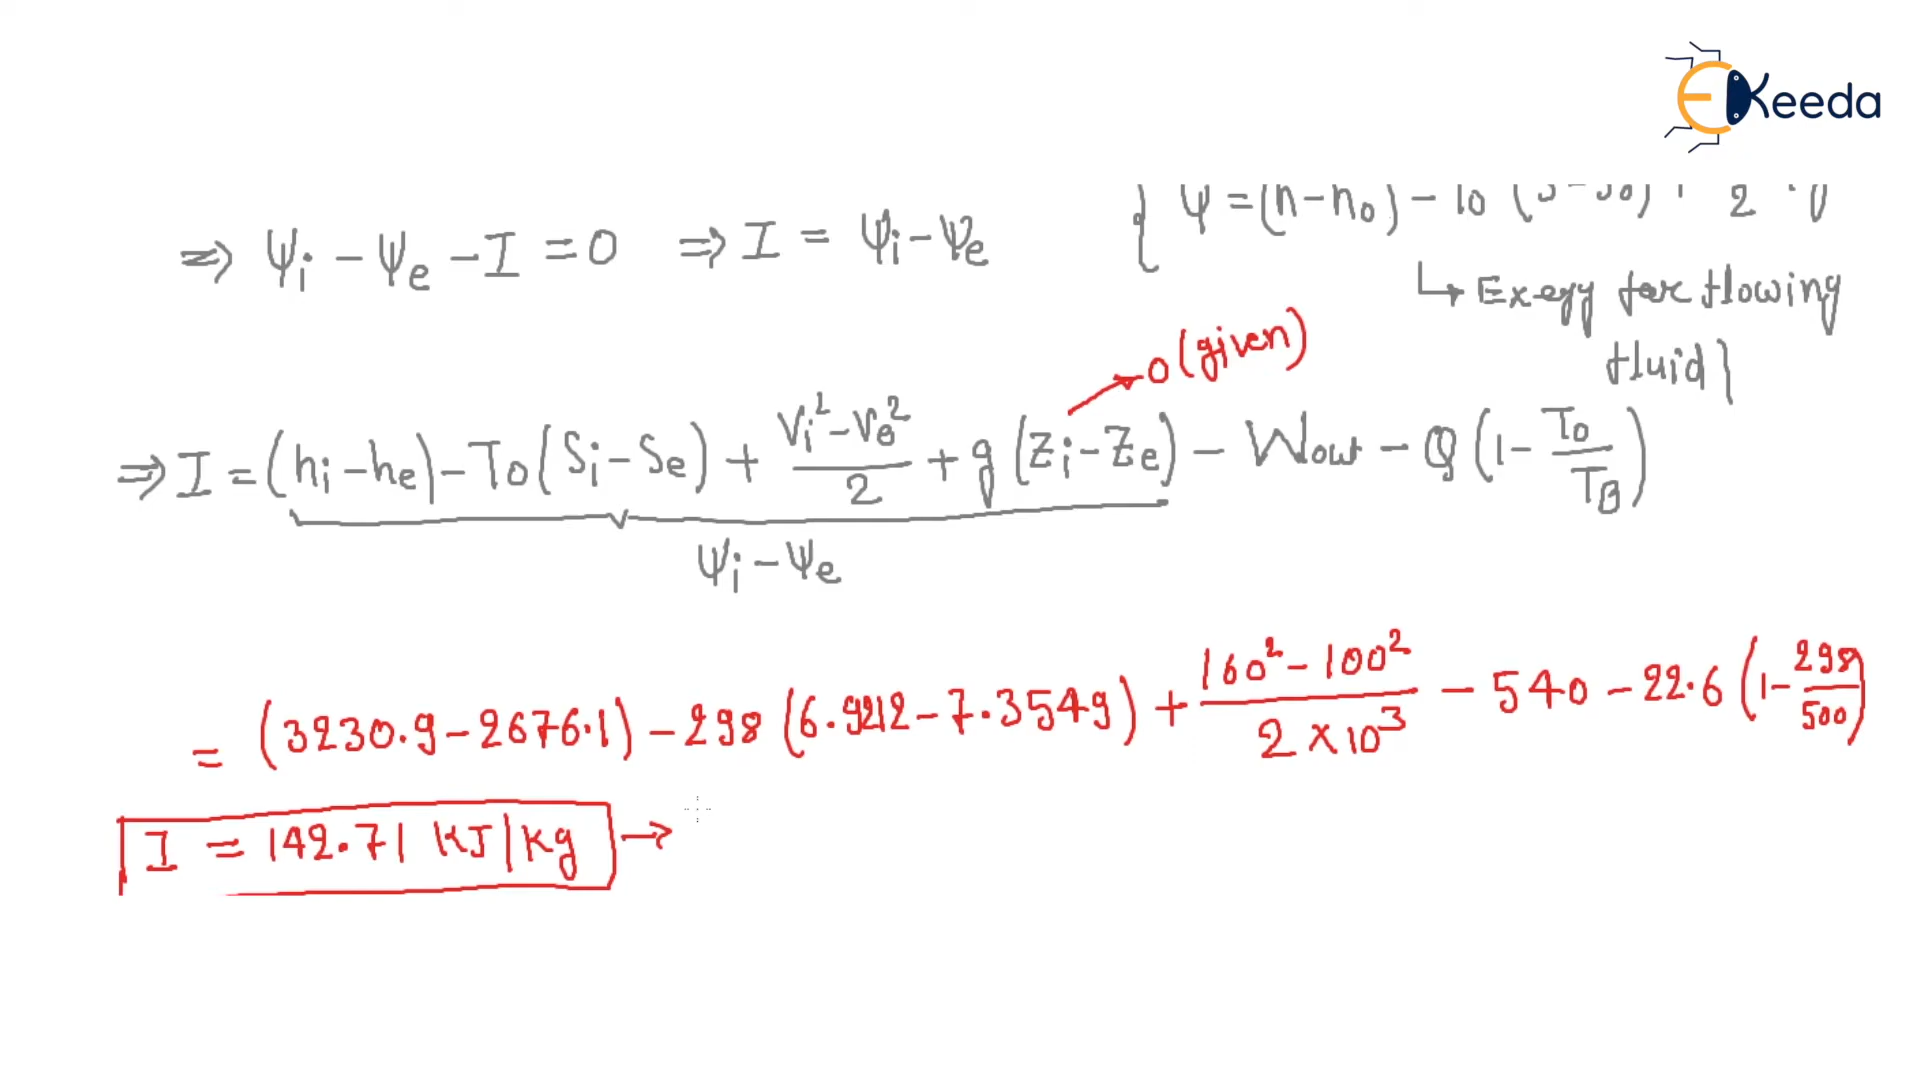 EKeeda
ψ = (h - h₀) - T₀ (S - S₀) + 2
⇒ ψi - ψe - I = 0 ⇒ I = ψi - ψe
↳ Exergy for flowing
fluid}
→ 0 (given)
⇒ I = (hi - he) - T₀ (Si - Se) + (Vi² - Ve²)/2 + g (Zi - Ze) - Wout - Q (1 - T₀/TB)
ψi - ψe
= (3230.9 - 2676.1) - 298 (6.9212 - 7.3549) + (160² - 100²)/(2 × 10³) - 540 - 22.6 (1 - 298/500)
I = 142.71 KJ/kg →